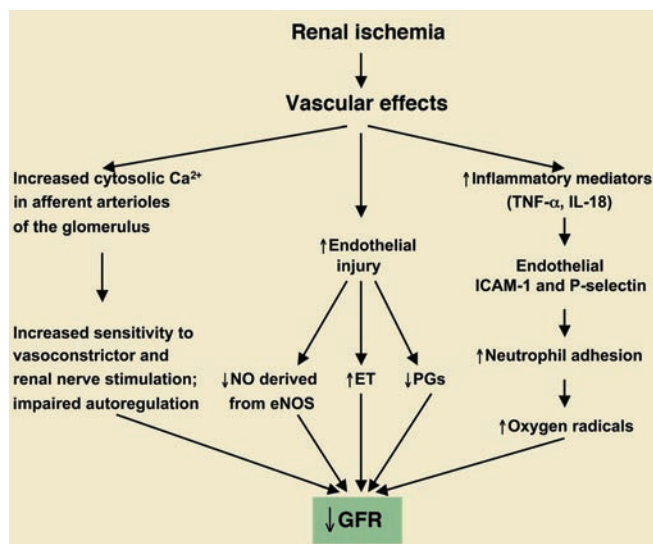 Renal ischemia
Vascular effects
Increased cytosolic Ca²⁺
in afferent arterioles
of the glomerulus
↑Inflammatory mediators
(TNF-α, IL-18)
↑Endothelial
injury
Endothelial
ICAM-1 and P-selectin
Increased sensitivity to
vasoconstrictor and
renal nerve stimulation;
impaired autoregulation
↓NO derived
from eNOS
↑ET
↓PGs
↑Neutrophil adhesion
↑Oxygen radicals
↓GFR